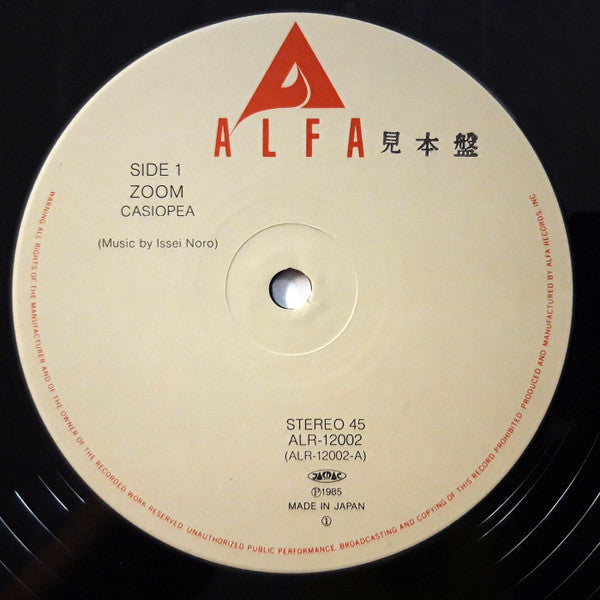 ALFA 見本盤
SIDE 1
ZOOM
CASIOPEA
(Music by Issei Noro)
STEREO 45
ALR-12002
(ALR-12002-A)
JASRAC
Ⓟ1985
MADE IN JAPAN
①
WARNING: ALL RIGHTS OF THE MANUFACTURER AND OF THE OWNER OF THE RECORDED WORK RESERVED. UNAUTHORIZED PUBLIC PERFORMANCE. BROADCASTING AND COPYING OF THIS RECORD PROHIBITED. PRODUCED AND MANUFACTURED BY ALFA RECORDS, INC.